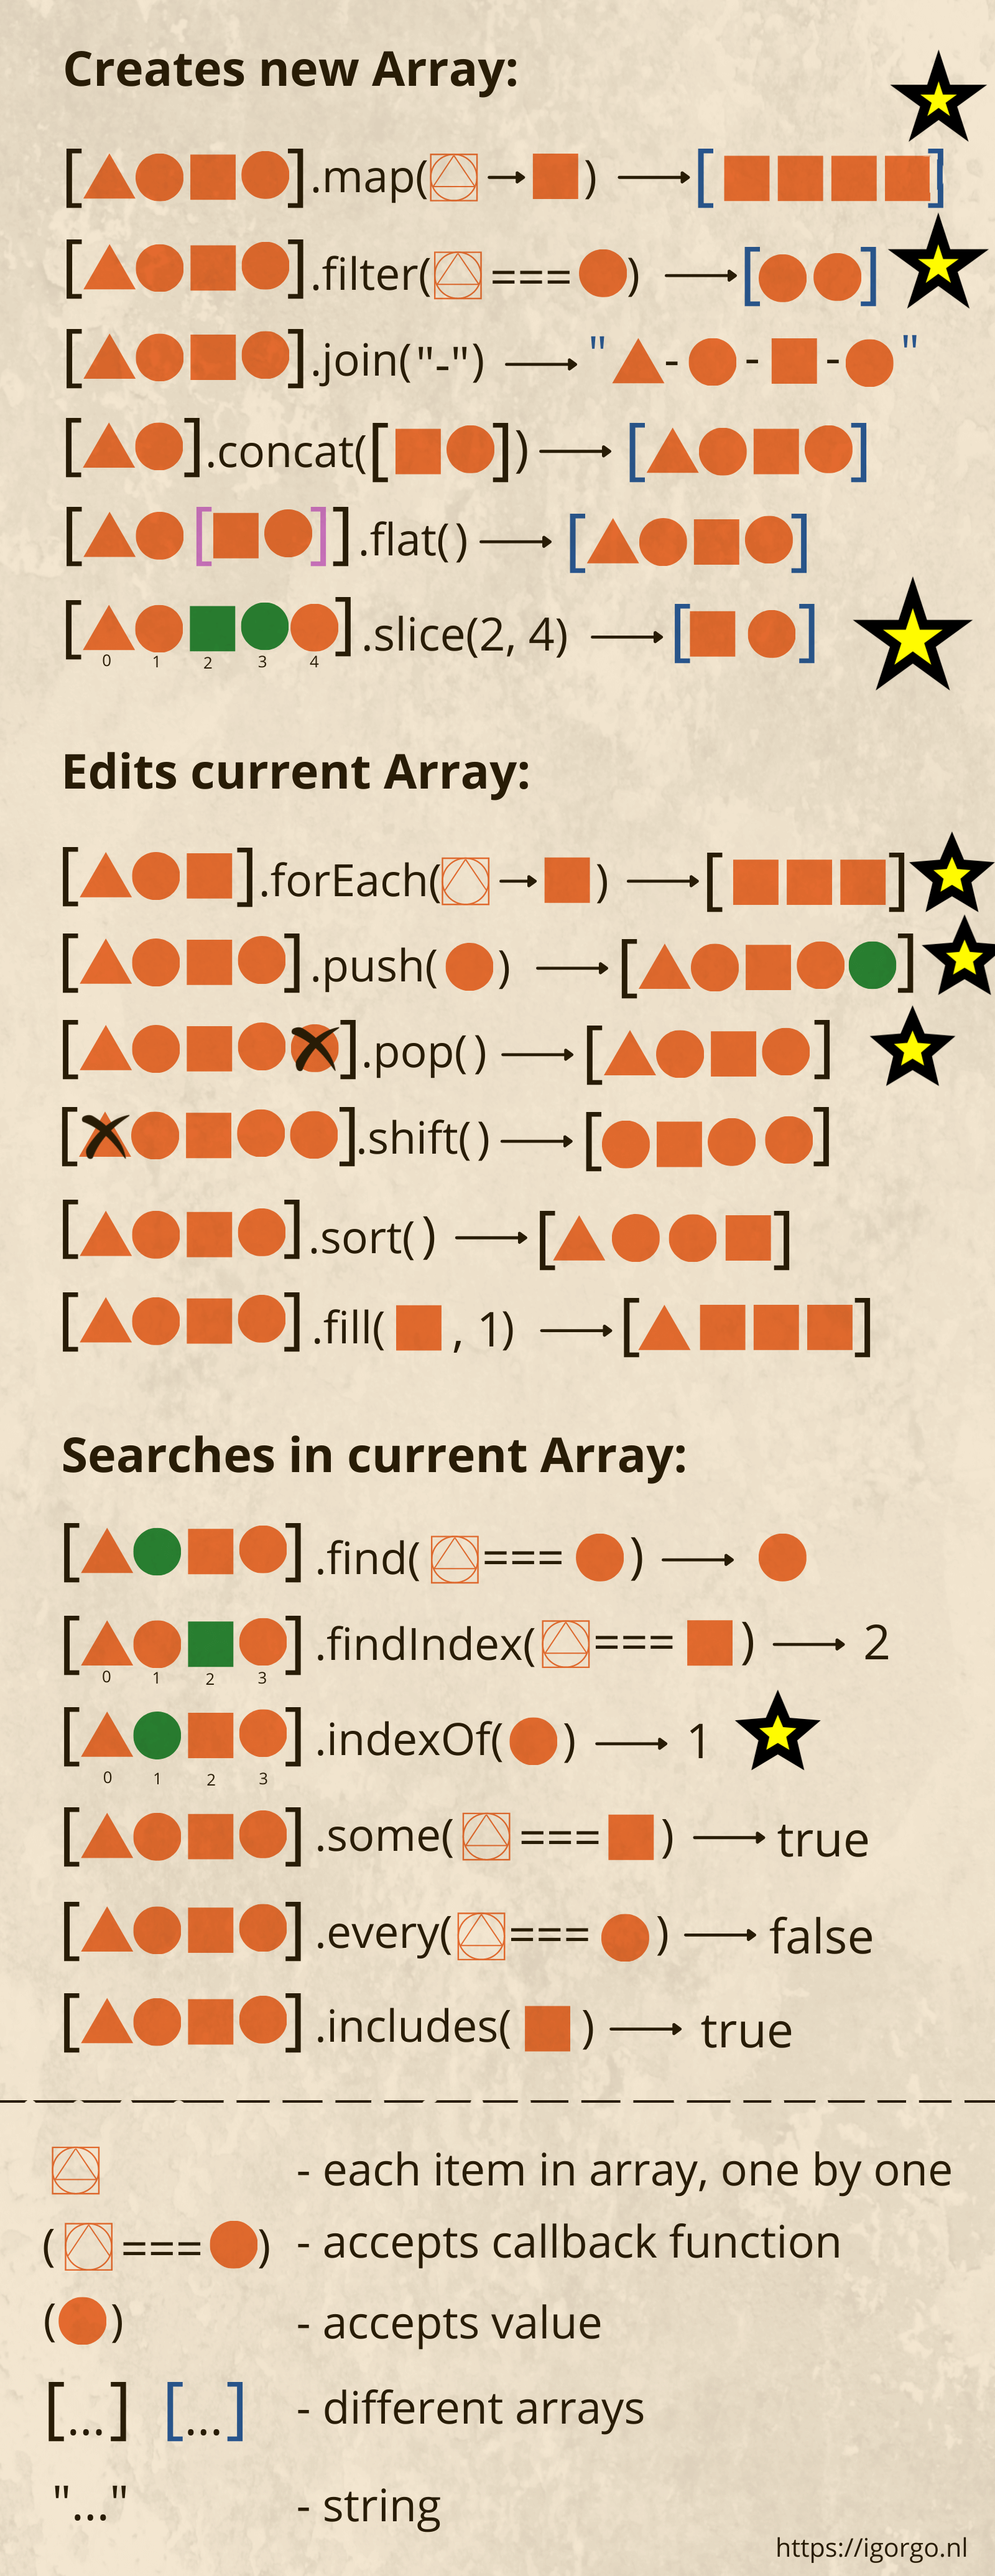 Creates new Array:
[ ].map( → ) → [ ]
[ ].filter( === ) → [ ]
[ ].join("-") → " - - - "
[ ].concat([ ]) → [ ]
[ [ ] ].flat() → [ ]
[ ].slice(2, 4) → [ ]
0 1 2 3 4
Edits current Array:
[ ].forEach( → ) → [ ]
[ ].push( ) → [ ]
[ ].pop() → [ ]
[ ].shift() → [ ]
[ ].sort() → [ ]
[ ].fill( , 1) → [ ]
Searches in current Array:
[ ].find( === ) →
[ ].findIndex( === ) → 2
0 1 2 3
[ ].indexOf( ) → 1
0 1 2 3
[ ].some( === ) → true
[ ].every( === ) → false
[ ].includes( ) → true
- each item in array, one by one
( === ) - accepts callback function
( ) - accepts value
[...] [...] - different arrays
"..." - string
https://igorgo.nl